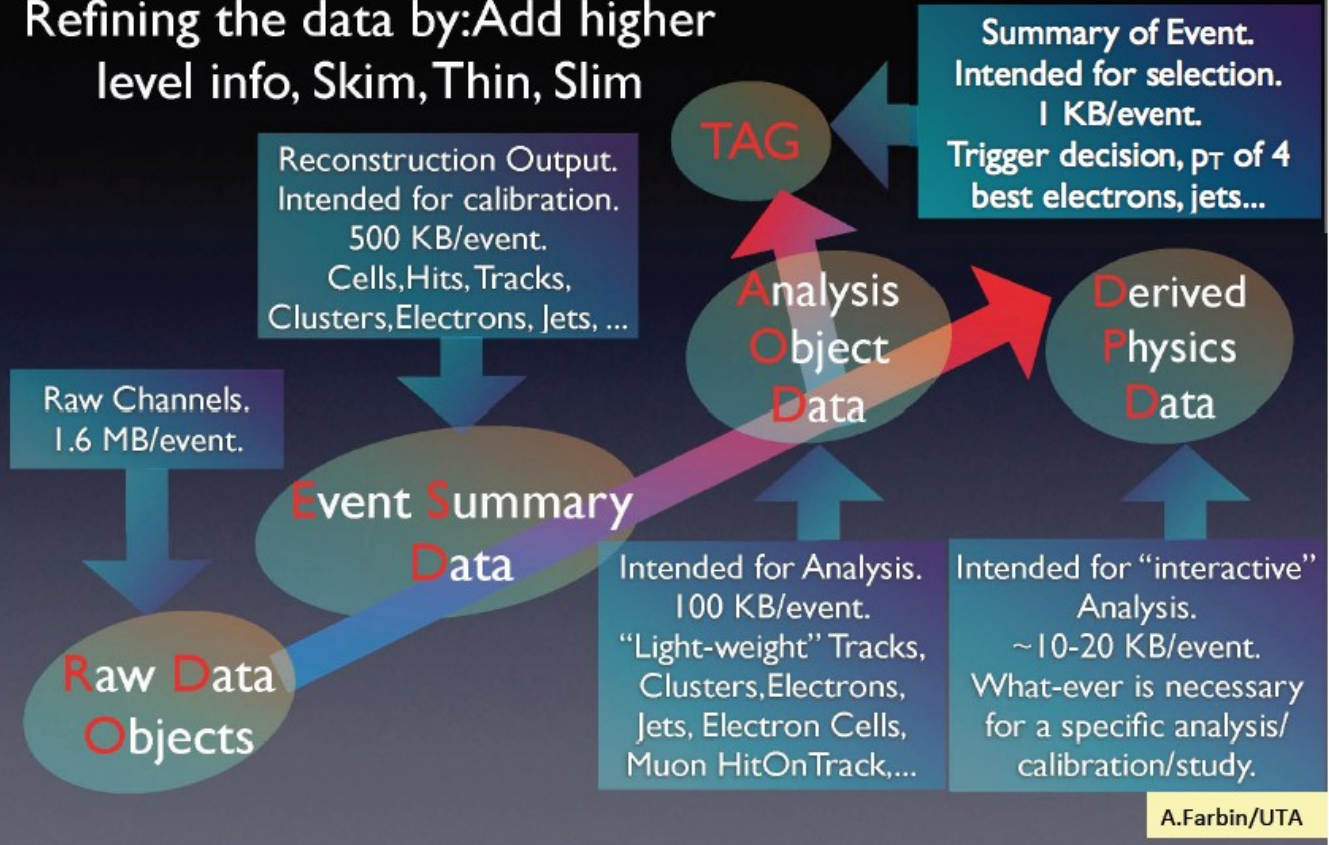 Refining the data by:Add higher
level info, Skim, Thin, Slim
Summary of Event.
Intended for selection.
1 KB/event.
Trigger decision, pT of 4
best electrons, jets...
TAG
Reconstruction Output.
Intended for calibration.
500 KB/event.
Cells,Hits,Tracks,
Clusters,Electrons, Jets, ...
Analysis
Object
Data
Derived
Physics
Data
Raw Channels.
1.6 MB/event.
Event Summary
Data
Raw Data
Objects
Intended for Analysis.
100 KB/event.
“Light-weight” Tracks,
Clusters,Electrons,
Jets, Electron Cells,
Muon HitOnTrack,...
Intended for “interactive”
Analysis.
~10-20 KB/event.
What-ever is necessary
for a specific analysis/
calibration/study.
A.Farbin/UTA